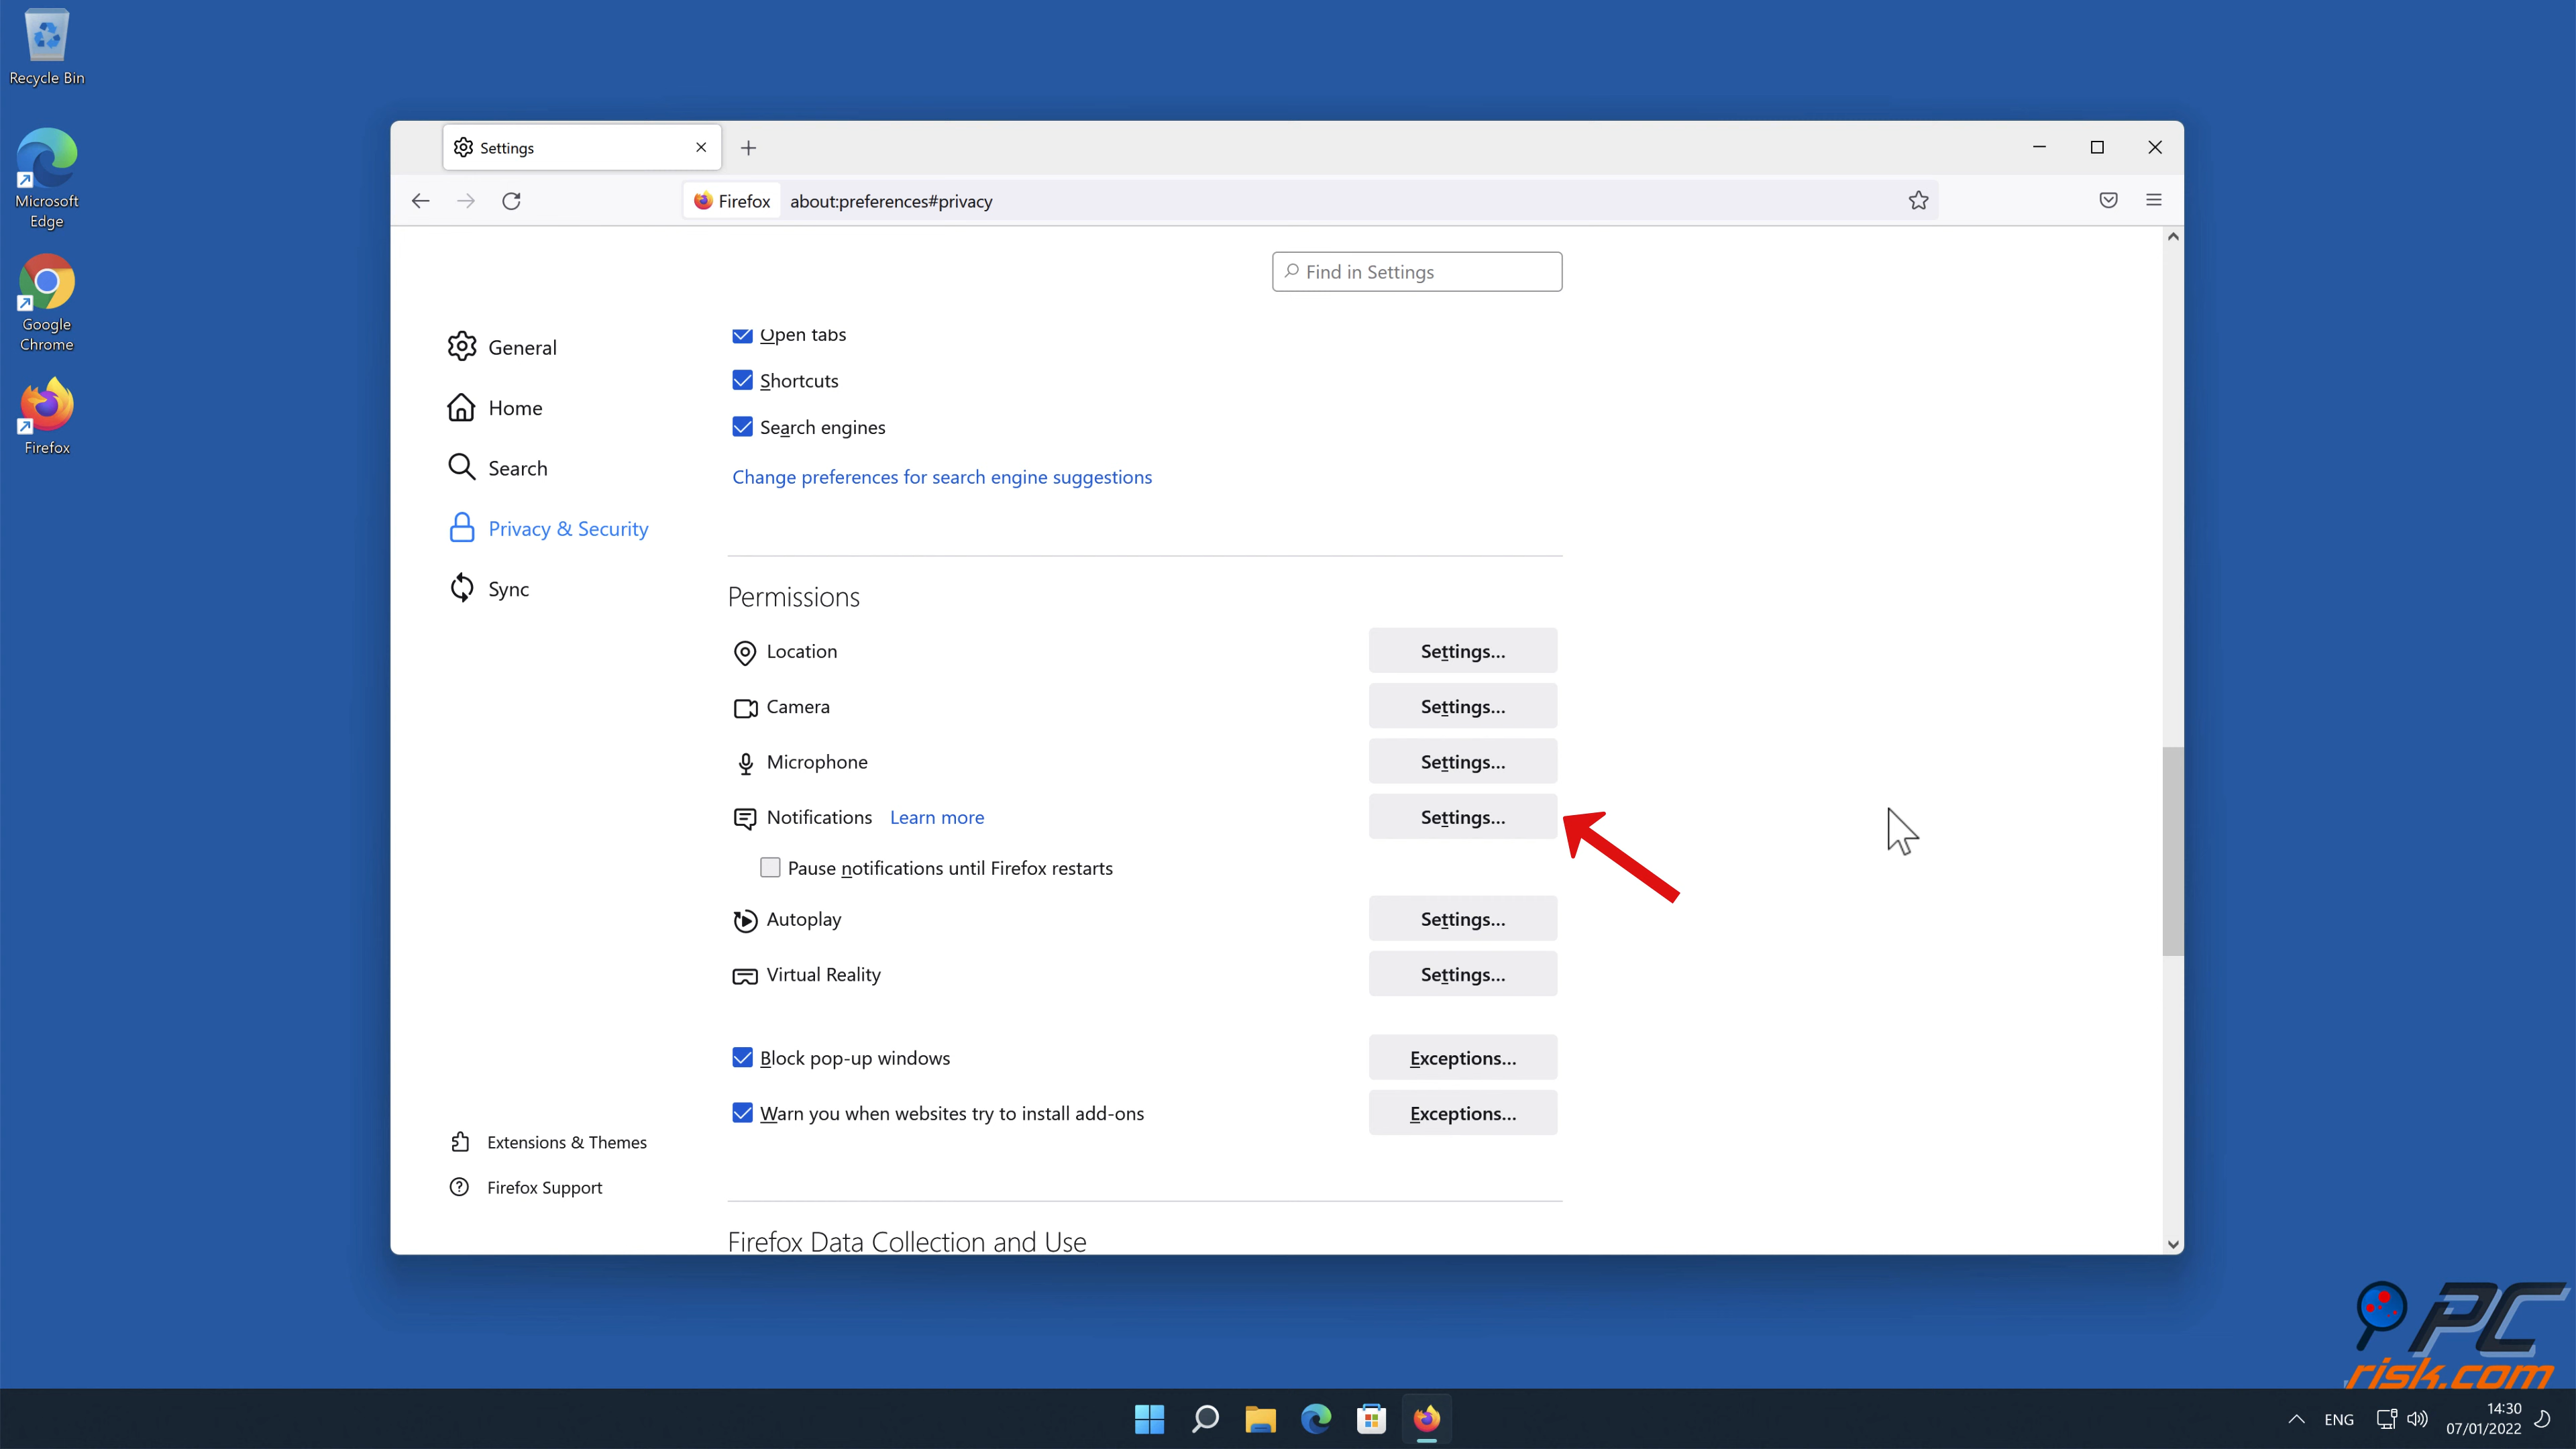 Recycle Bin
Microsoft
Edge
Google
Chrome
Firefox
Settings
Firefox about:preferences#privacy
Find in Settings
General
Home
Search
Privacy & Security
Sync
Extensions & Themes
Firefox Support
Open tabs
Shortcuts
Search engines
Change preferences for search engine suggestions
Permissions
Location Settings...
Camera Settings...
Microphone Settings...
Notifications Learn more Settings...
Pause notifications until Firefox restarts
Autoplay Settings...
Virtual Reality Settings...
Block pop-up windows Exceptions...
Warn you when websites try to install add-ons Exceptions...
Firefox Data Collection and Use
PC
risk.com
ENG
14:30
07/01/2022